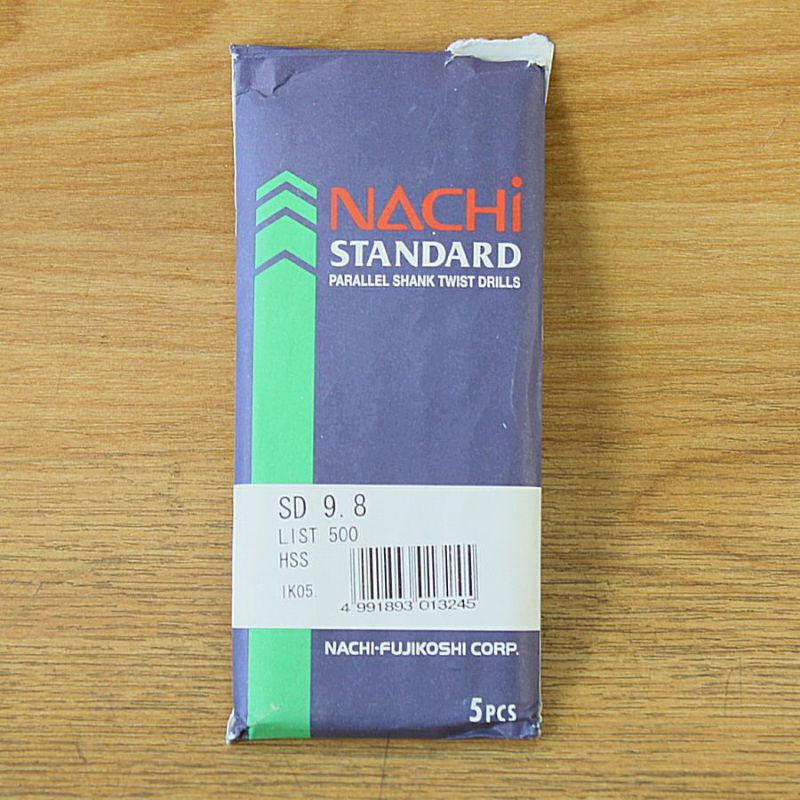 NACHi
STANDARD
PARALLEL SHANK TWIST DRILLS
SD 9.8
LIST 500
HSS
IK05.
4 991893 013245
NACHI-FUJIKOSHI CORP.
5PCS